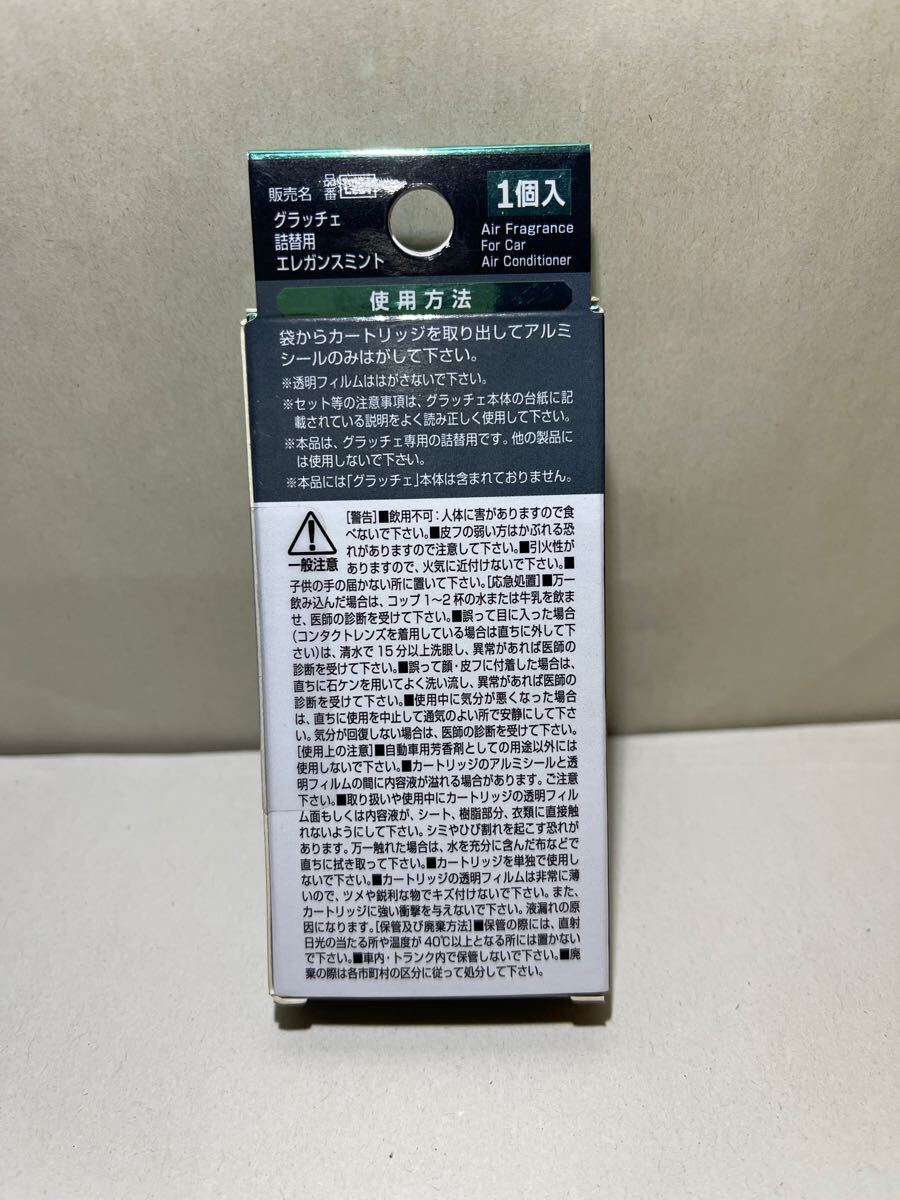 販売名 品番
グラッチェ
詰替用
エレガンスミント
1個入
Air Fragrance
For Car
Air Conditioner
使用方法
袋からカートリッジを取り出してアルミ
シールのみはがして下さい。
※透明フィルムははがさないで下さい。
※セット等の注意事項は、グラッチェ本体の台紙に記
載されている説明をよく読み正しく使用して下さい。
※本品は、グラッチェ専用の詰替用です。他の製品に
は使用しないで下さい。
※本品には「グラッチェ」本体は含まれておりません。
一般注意
[警告]■飲用不可:人体に害がありますので食
べないで下さい。■皮フの弱い方はかぶれる恐
れがありますので注意して下さい。■引火性が
ありますので、火気に近付けないで下さい。■
子供の手の届かない所に置いて下さい。[応急処置]■万一
飲み込んだ場合は、コップ1〜2杯の水または牛乳を飲ま
せ、医師の診断を受けて下さい。■誤って目に入った場合
(コンタクトレンズを着用している場合は直ちに外して下
さい)は、清水で15分以上洗眼し、異常があれば医師の
診断を受けて下さい。■誤って顔・皮フに付着した場合は、
直ちに石ケンを用いてよく洗い流し、異常があれば医師の
診断を受けて下さい。■使用中に気分が悪くなった場合
は、直ちに使用を中止して通気のよい所で安静にして下さ
い。気分が回復しない場合は、医師の診断を受けて下さい。
[使用上の注意]■自動車用芳香剤としての用途以外には
使用しないで下さい。■カートリッジのアルミシールと透
明フィルムの間に内容液が溢れる場合があります。ご注意
下さい。■取り扱いや使用中にカートリッジの透明フィル
ム面もしくは内容液が、シート、樹脂部分、衣類に直接触
れないようにして下さい。シミやひび割れを起こす恐れが
あります。万一触れた場合は、水を充分に含んだ布などで
直ちに拭き取って下さい。■カートリッジを単独で使用し
ないで下さい。■カートリッジの透明フィルムは非常に薄
いので、ツメや鋭利な物でキズ付けないで下さい。また、
カートリッジに強い衝撃を与えないで下さい。液漏れの原
因になります。[保管及び廃棄方法]■保管の際には、直射
日光の当たる所や温度が40℃以上となる所には置かない
で下さい。■車内・トランク内で保管しないで下さい。■廃
棄の際は各市町村の区分に従って処分して下さい。